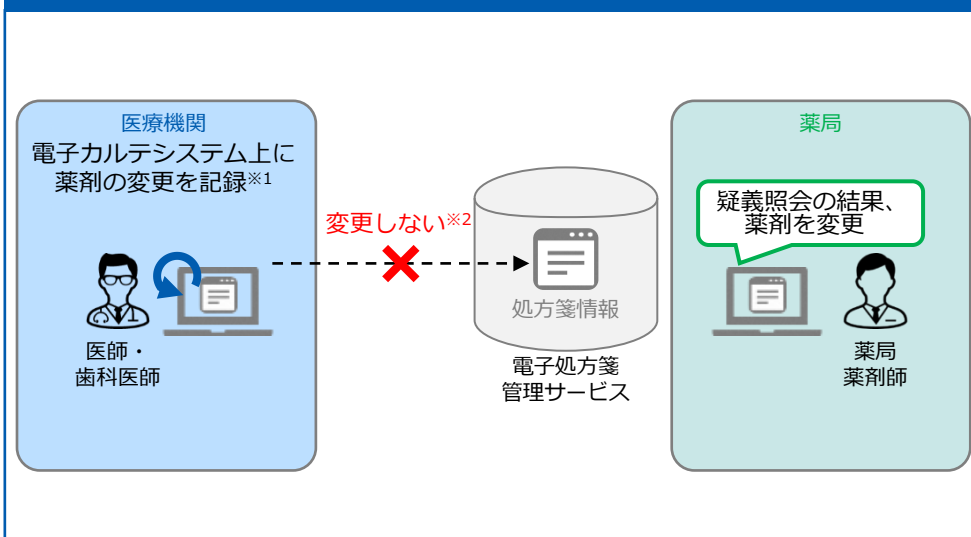 医療機関
電子カルテシステム上に
薬剤の変更を記録※1
医師・
歯科医師
変更しない※2
処方箋情報
電子処方箋
管理サービス
薬局
疑義照会の結果、
薬剤を変更
薬局
薬剤師